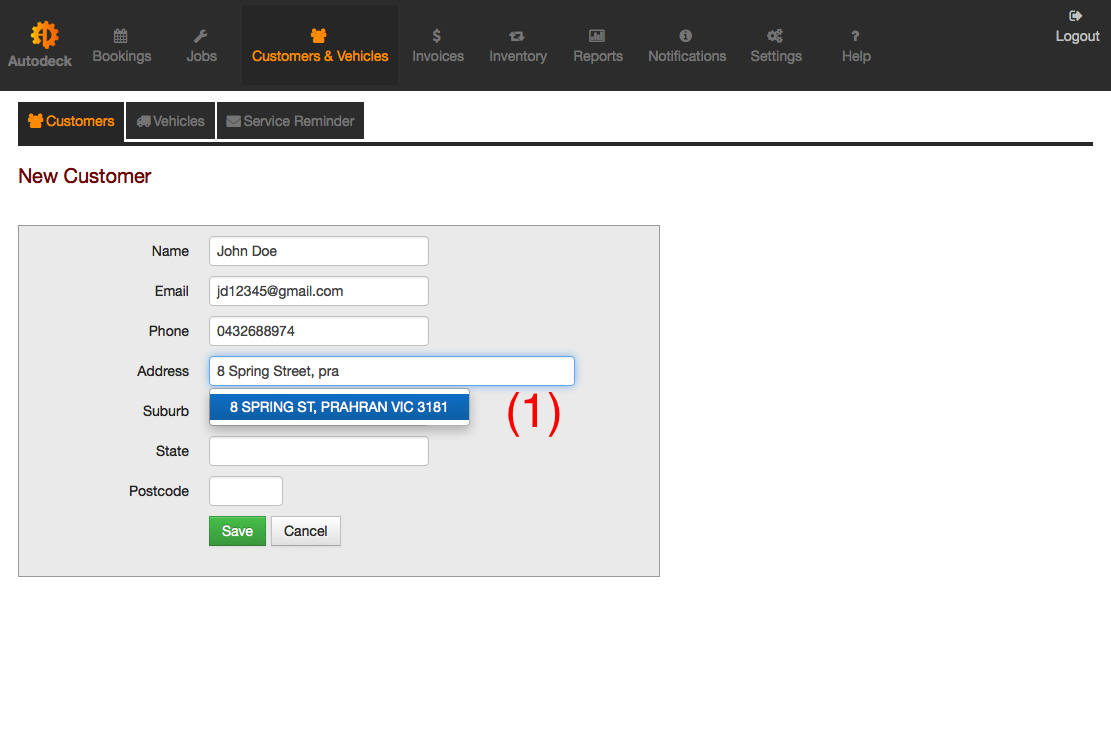 Autodeck
Bookings
Jobs
Customers & Vehicles
Invoices
Inventory
Reports
Notifications
Settings
? Help
Logout
Customers
Vehicles
Service Reminder
New Customer
Name John Doe
Email jd12345@gmail.com
Phone 0432688974
Address 8 Spring Street, pra
Suburb 8 SPRING ST, PRAHRAN VIC 3181 (1)
State
Postcode
Save Cancel